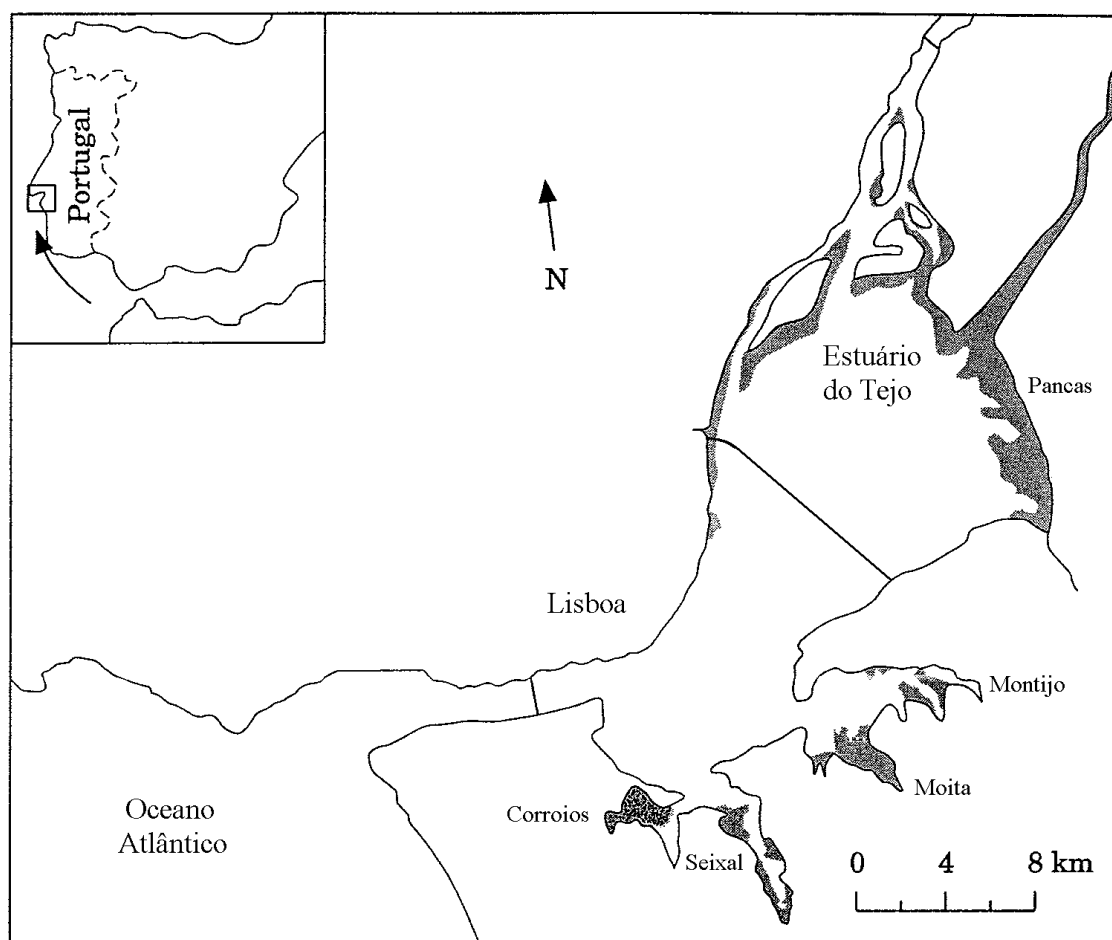 Portugal
N
Estuário
do Tejo
Pancas
Lisboa
Montijo
Moita
Oceano
Atlântico
Corroios
Seixal
0 4 8 km